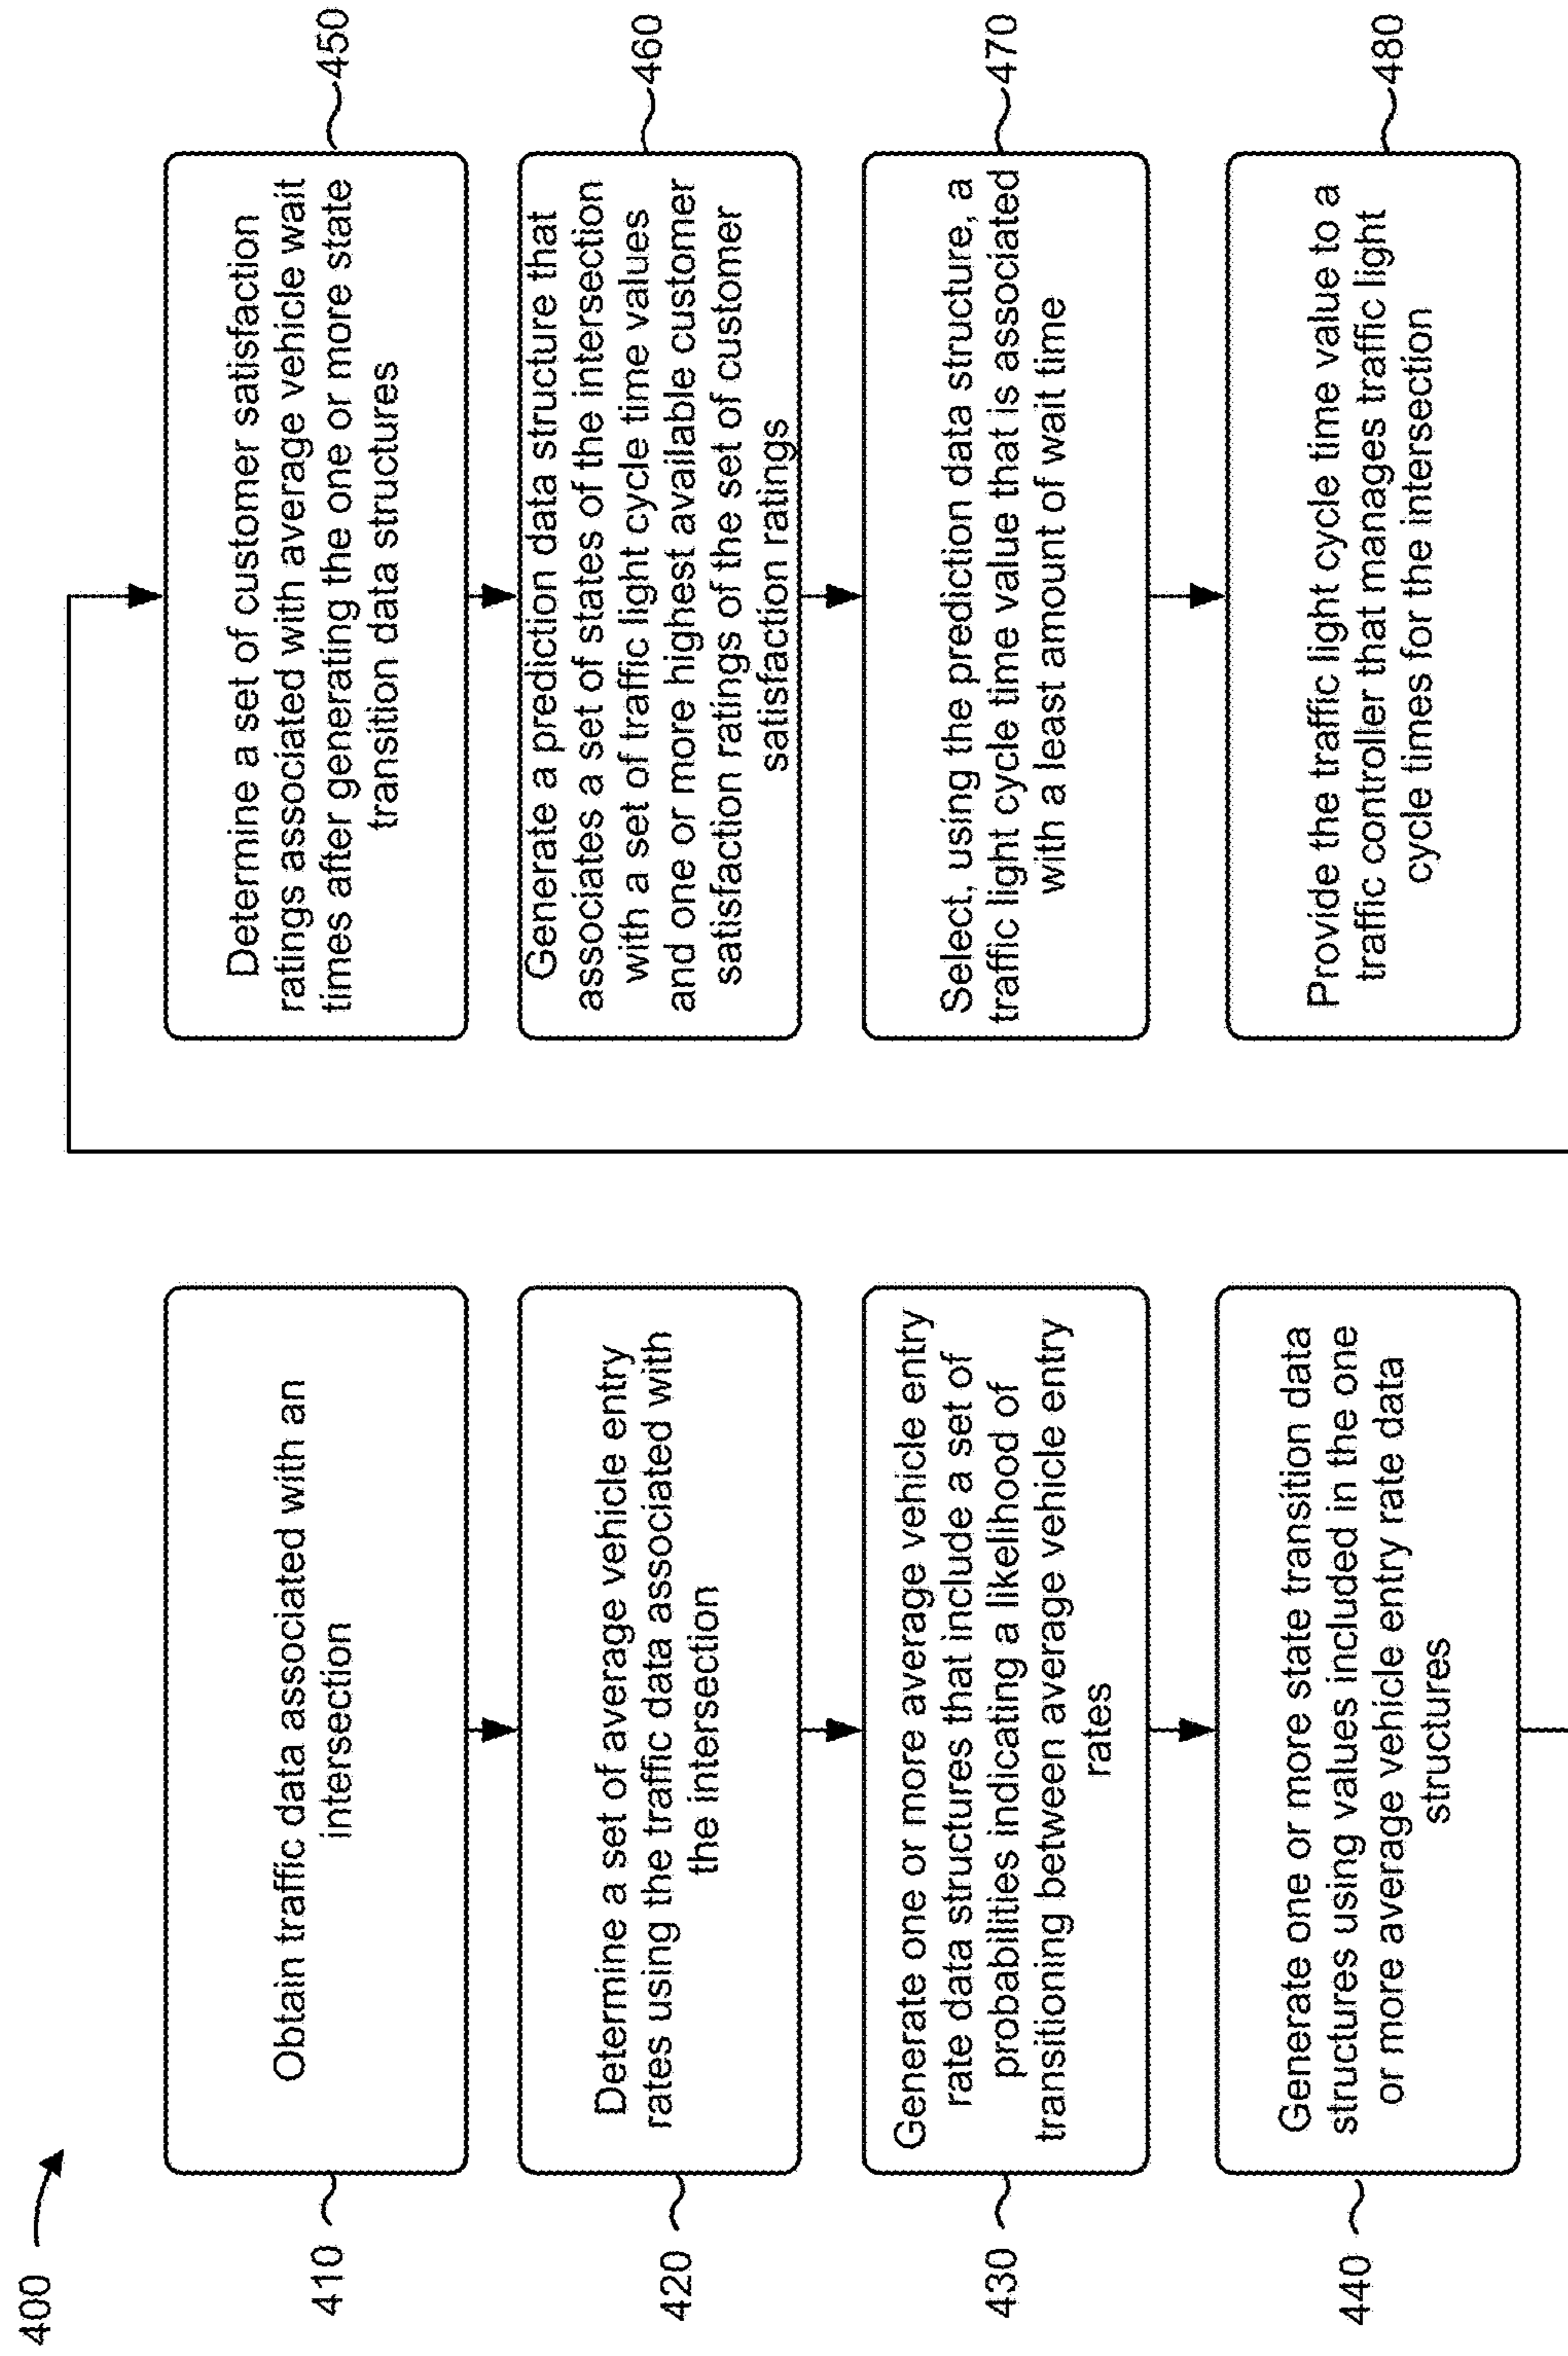 400
410
Obtain traffic data associated with an
intersection
420
Determine a set of average vehicle entry
rates using the traffic data associated with
the intersection
430
Generate one or more average vehicle entry
rate data structures that include a set of
probabilities indicating a likelihood of
transitioning between average vehicle entry
rates
440
Generate one or more state transition data
structures using values included in the one
or more average vehicle entry rate data
structures
Determine a set of customer satisfaction
ratings associated with average vehicle wait
times after generating the one or more state
transition data structures
450
Generate a prediction data structure that
associates a set of states of the intersection
with a set of traffic light cycle time values
and one or more highest available customer
satisfaction ratings of the set of customer
satisfaction ratings
460
Select, using the prediction data structure, a
traffic light cycle time value that is associated
with a least amount of wait time
470
Provide the traffic light cycle time value to a
traffic controller that manages traffic light
cycle times for the intersection
480